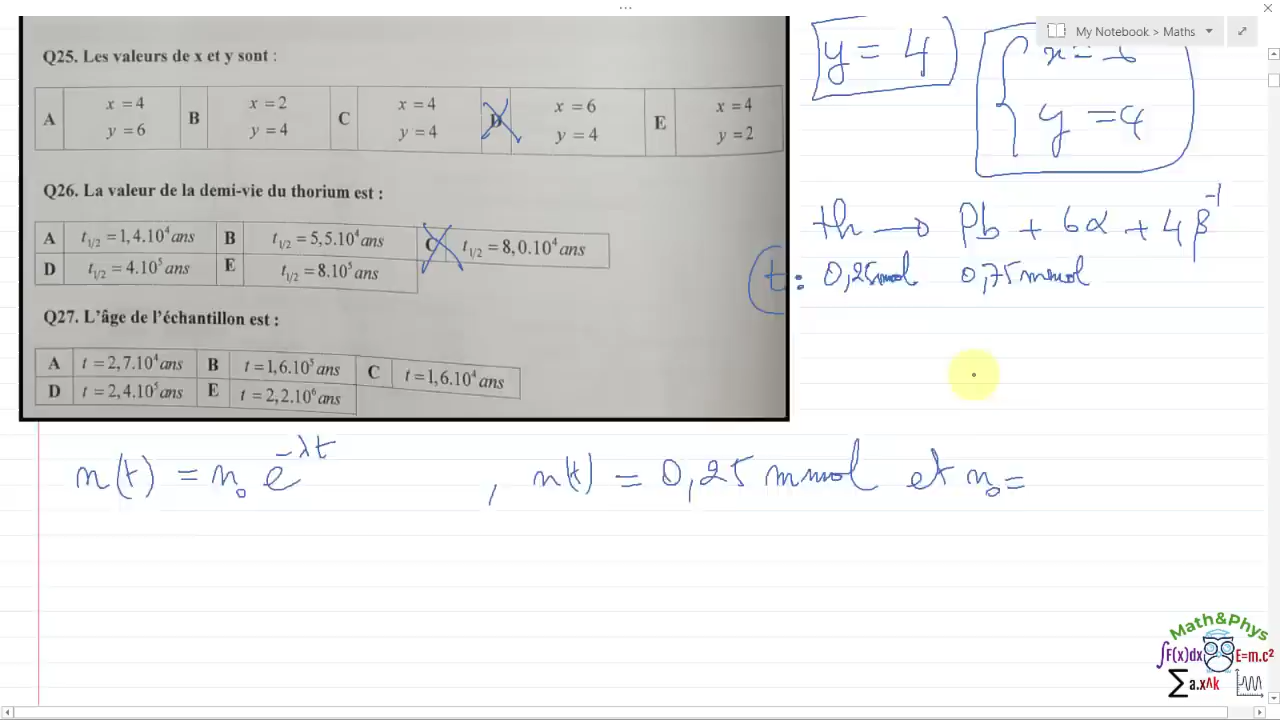 My Notebook > Maths
Q25. Les valeurs de x et y sont :
A x = 4 y = 6 B x = 2 y = 4 C x = 4 y = 4 D x = 6 y = 4 E x = 4 y = 2
Q26. La valeur de la demi-vie du thorium est :
A t1/2 = 1,4.10⁴ ans B t1/2 = 5,5.10⁴ ans C t1/2 = 8,0.10⁴ ans
D t1/2 = 4.10⁵ ans E t1/2 = 8.10⁵ ans
Q27. L'âge de l'échantillon est :
A t = 2,7.10⁴ ans B t = 1,6.10⁵ ans C t = 1,6.10⁴ ans
D t = 2,4.10⁵ ans E t = 2,2.10⁶ ans
y = 4
x = 6
y = 4
th → Pb + 6α + 4 β⁻¹
t : 0,25mol 0,75mmol
n(t) = n₀ e^-λt , n(t) = 0,25 mmol et n₀ =
Math&Phys
∫F(x)dx E=m.c²
∑ a.x^k